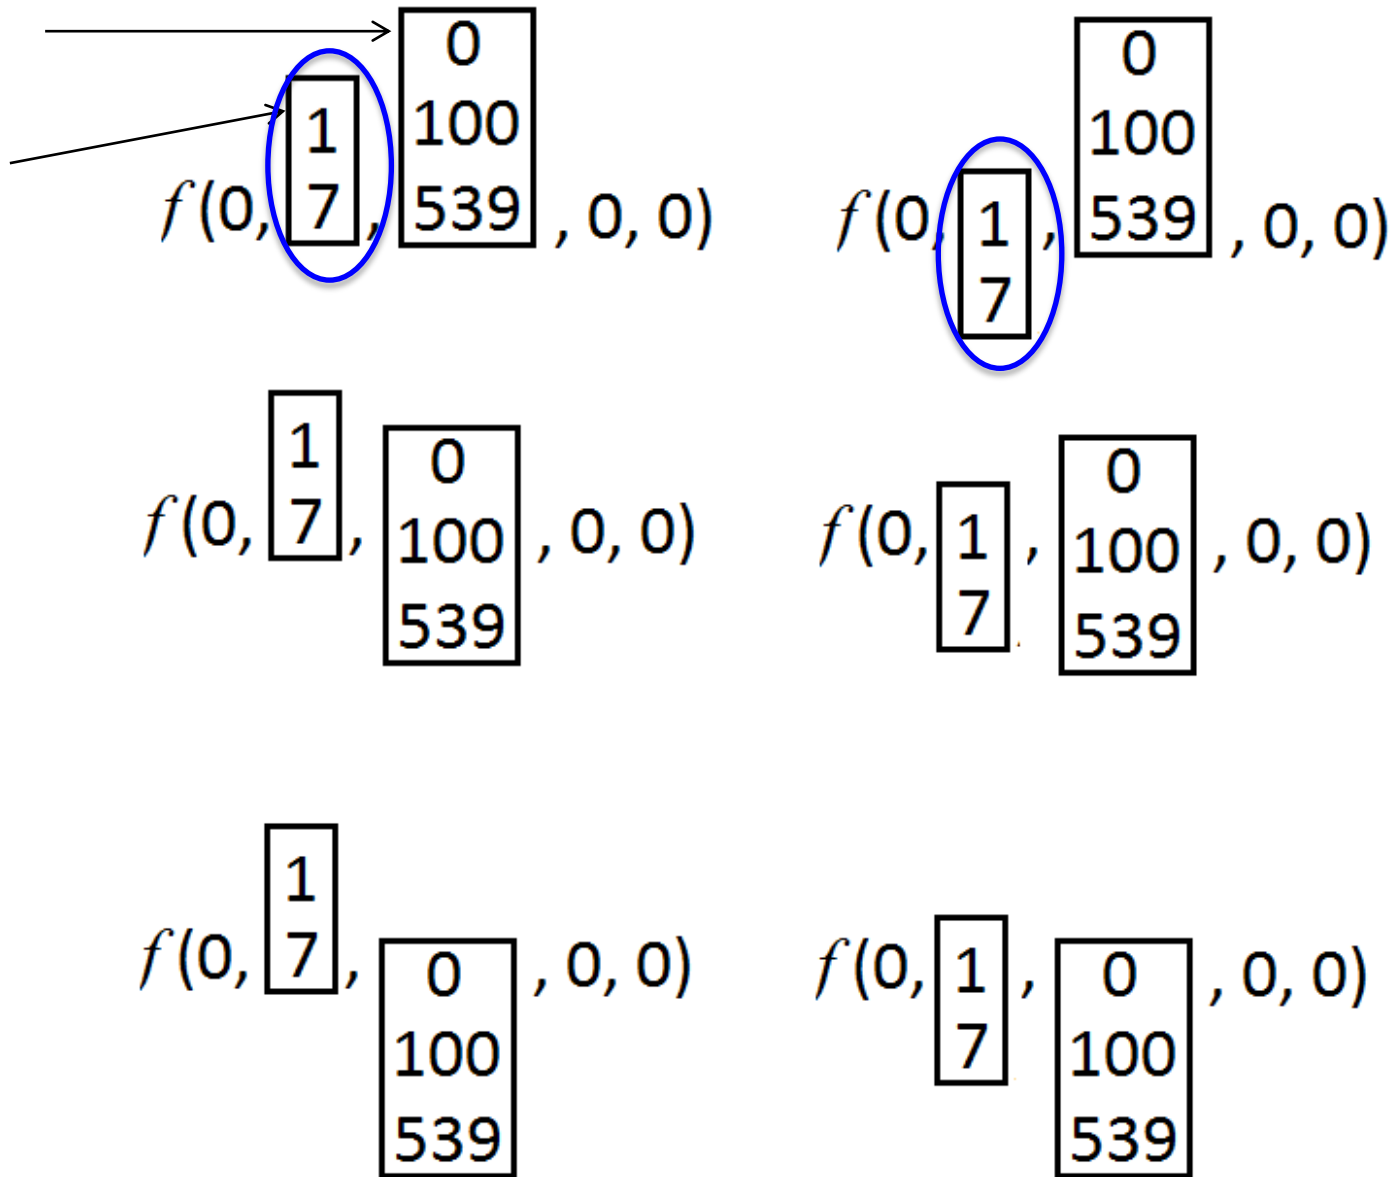 0
100
1
f(0, 7, 539, 0, 0)
0
100
f(0, 1, 539, 0, 0)
7
1
0
f(0, 7, 100, 0, 0)
539
0
f(0, 1, 100, 0, 0)
7 539
1
f(0, 7, 0, 0, 0)
100
539
f(0, 1, 0, 0, 0)
7 100
539